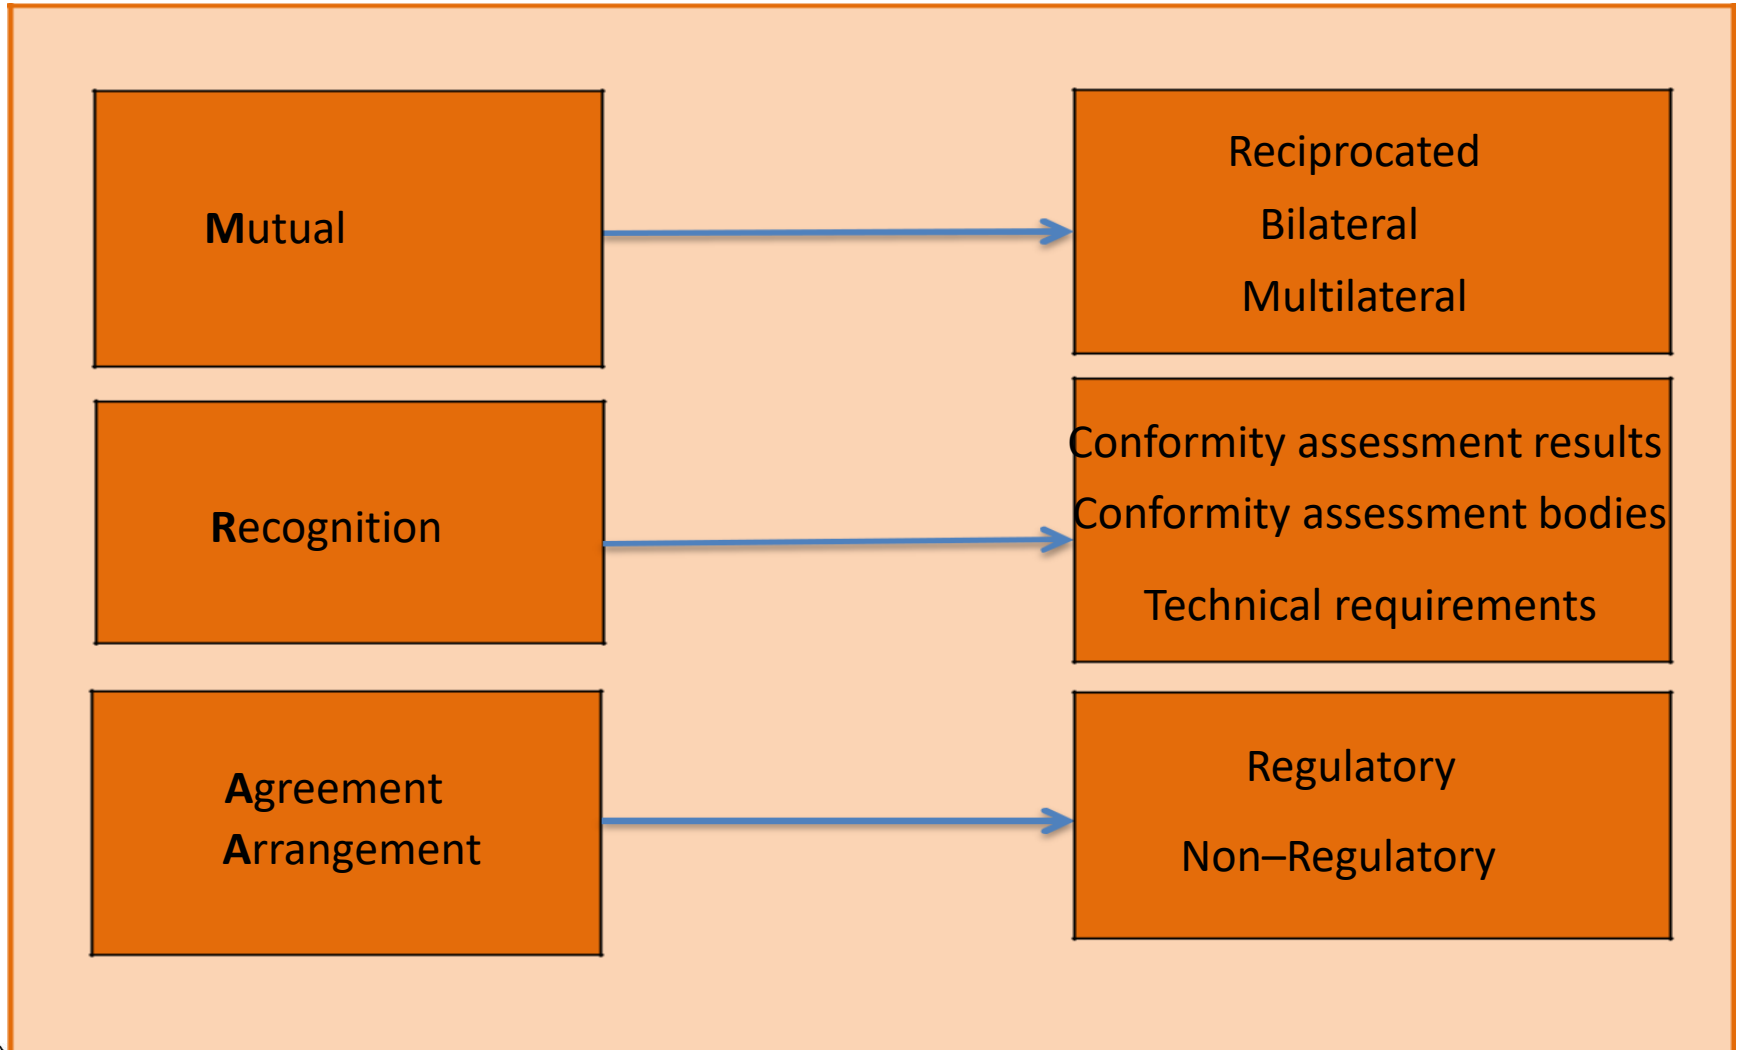 Mutual
Reciprocated
Bilateral
Multilateral
Recognition
Conformity assessment results
Conformity assessment bodies
Technical requirements
Agreement
Arrangement
Regulatory
Non–Regulatory